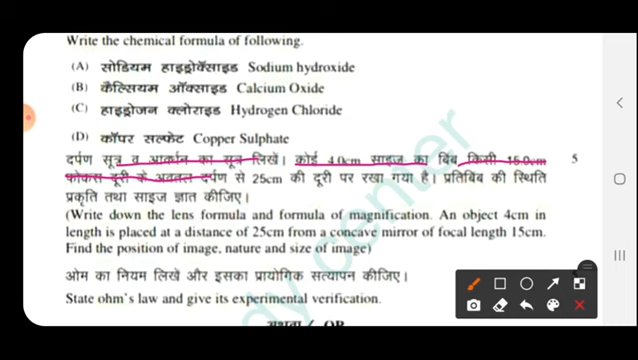 Write the chemical formula of following.
(A) सोडियम हाइड्रोक्साइड Sodium hydroxide
(B) कैल्सियम ऑक्साइड Calcium Oxide
(C) हाइड्रोजन क्लोराइड Hydrogen Chloride
(D) कॉपर सल्फेट Copper Sulphate
दर्पण सूत्र व आवर्धन का सूत्र लिखें। कोई 4.0cm साइज का बिंब किसी 15.0cm 5
फोकस दूरी के अवतल दर्पण से 25cm की दूरी पर रखा गया है। प्रतिबिंब की स्थिति
प्रकृति तथा साइज ज्ञात कीजिए।
(Write down the lens formula and formula of magnification. An object 4cm in
length is placed at a distance of 25cm from a concave mirror of focal length 15cm.
Find the position of image, nature and size of image)
ओम का नियम लिखें और इसका प्रायोगिक सत्यापन कीजिए।
State ohm's law and give its experimental verification.
अथवा / OR